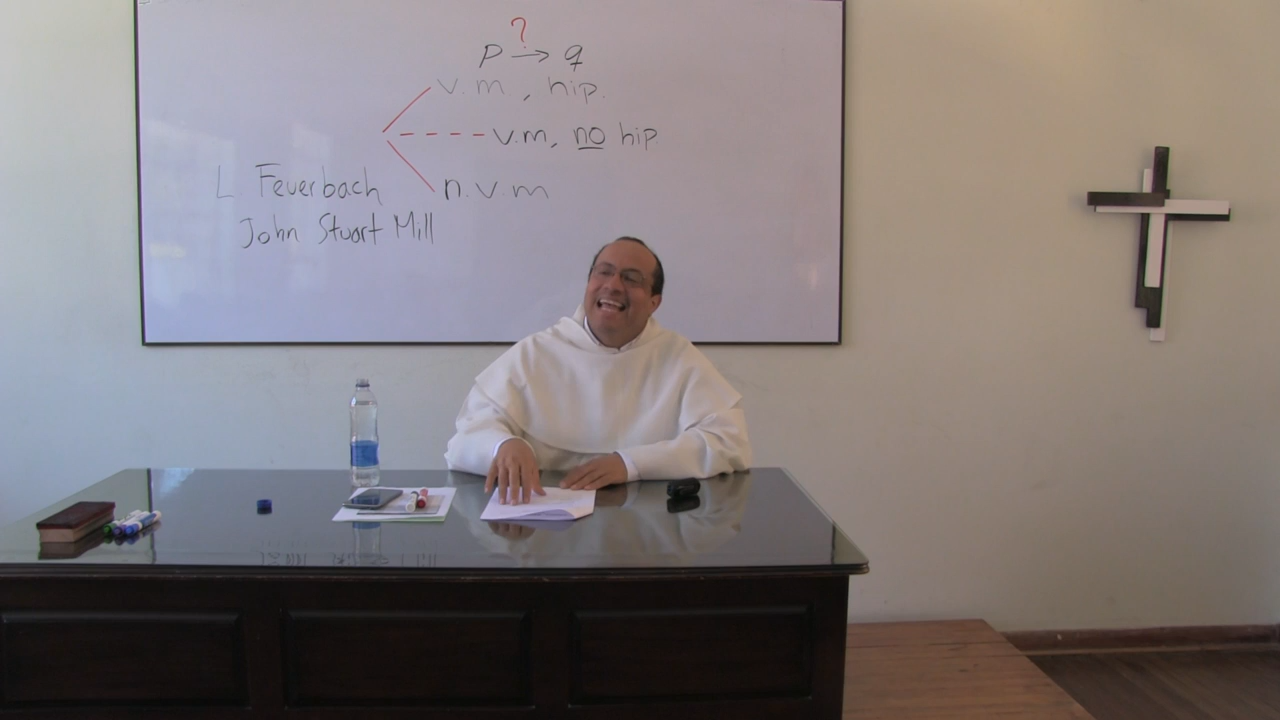 ?
p → q
v.m, hip.
v.m, no hip.
n.v.m
L Feuerbach
John Stuart Mill